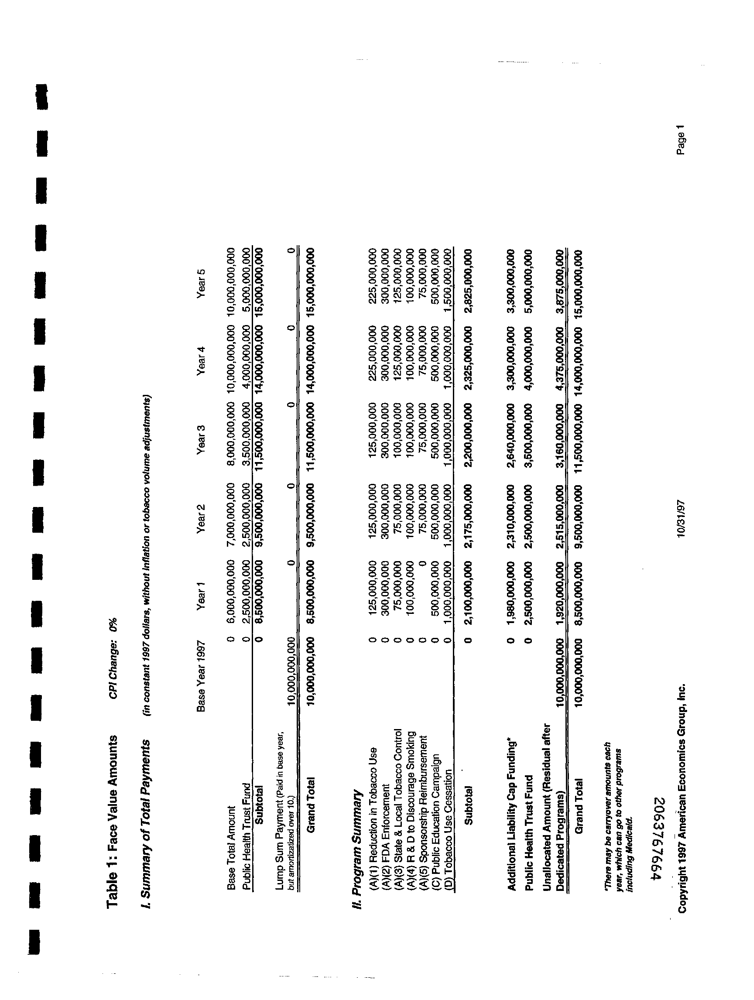 Table 1: Face Value Amounts CPI Change: 0%
I. Summary of Total Payments (in constant 1997 dollars, without inflation or tobacco volume adjustments)
Base Year 1997 Year 1 Year 2 Year 3 Year 4 Year 5
Base Total Amount 0 6,000,000,000 7,000,000,000 8,000,000,000 10,000,000,000 10,000,000,000
Public Health Trust Fund 0 2,500,000,000 2,500,000,000 3,500,000,000 4,000,000,000 5,000,000,000
Subtotal 0 8,500,000,000 9,500,000,000 11,500,000,000 14,000,000,000 15,000,000,000
Lump Sum Payment (Paid in base year,
but amortizatized over 10.) 10,000,000,000 0 0 0 0 0
Grand Total 10,000,000,000 8,500,000,000 9,500,000,000 11,500,000,000 14,000,000,000 15,000,000,000
II. Program Summary
(A)(1) Reduction in Tobacco Use 0 125,000,000 125,000,000 125,000,000 225,000,000 225,000,000
(A)(2) FDA Enforcement 0 300,000,000 300,000,000 300,000,000 300,000,000 300,000,000
(A)(3) State & Local Tobacco Control 0 75,000,000 75,000,000 100,000,000 125,000,000 125,000,000
(A)(4) R & D to Discourage Smoking 0 100,000,000 100,000,000 100,000,000 100,000,000 100,000,000
(A)(5) Sponsorship Reimbursement 0 0 75,000,000 75,000,000 75,000,000 75,000,000
(C) Public Education Campaign 0 500,000,000 500,000,000 500,000,000 500,000,000 500,000,000
(D) Tobacco Use Cessation 0 1,000,000,000 1,000,000,000 1,000,000,000 1,000,000,000 1,500,000,000
Subtotal 0 2,100,000,000 2,175,000,000 2,200,000,000 2,325,000,000 2,825,000,000
Additional Liability Cap Funding* 0 1,980,000,000 2,310,000,000 2,640,000,000 3,300,000,000 3,300,000,000
Public Health Trust Fund 0 2,500,000,000 2,500,000,000 3,500,000,000 4,000,000,000 5,000,000,000
Unallocated Amount (Residual after
Dedicated Programs) 10,000,000,000 1,920,000,000 2,515,000,000 3,160,000,000 4,375,000,000 3,875,000,000
Grand Total 10,000,000,000 8,500,000,000 9,500,000,000 11,500,000,000 14,000,000,000 15,000,000,000
*There may be carryover amounts each
year, which can go to other programs
including Medicaid.
2063767664
Copyright 1997 American Economics Group, Inc. 10/31/97 Page 1